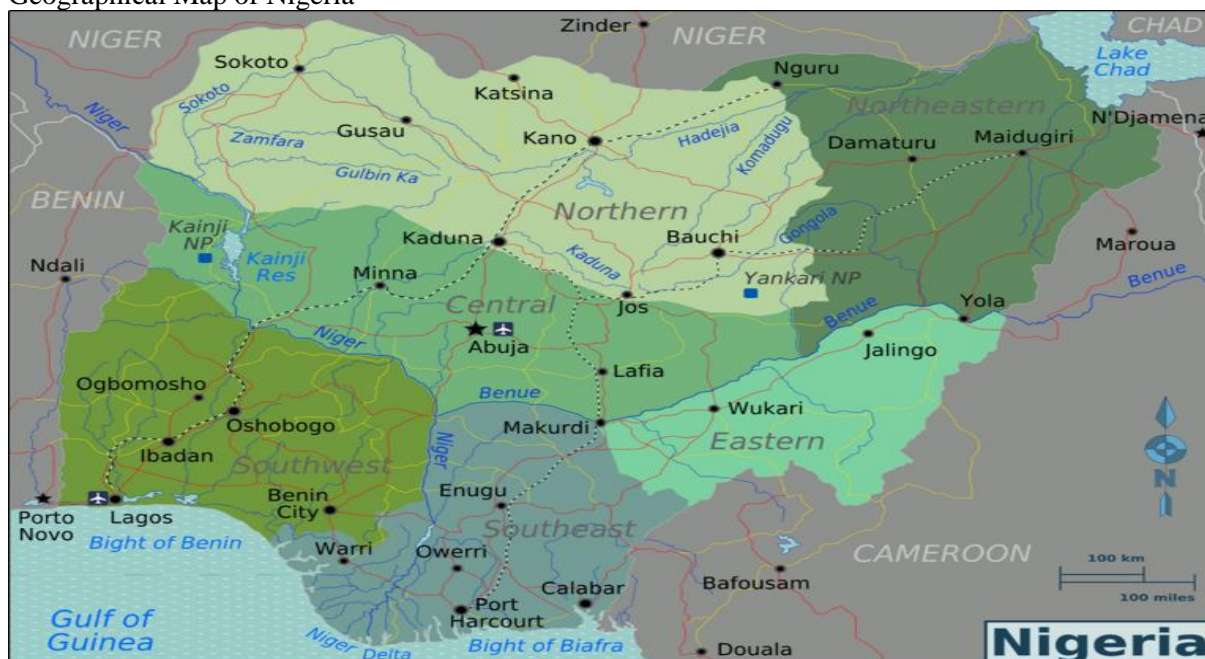 Geographical Map of Nigeria
NIGER
Zinder
NIGER
CHAD
Lake
Chad
Sokoto
Katsina
Nguru
Niger
Sokoto
Gusau
Kano
Hadejia
Komadugu
Northeastern
N'Djamena
Zamfara
Damaturu
Maidugiri
Gulbin Ka
BENIN
Northern
Kainji
NP
Kaduna
Bauchi
Gongola
Maroua
Ndali
Kainji
Res
Minna
Kaduna
Yankari NP
Benue
Central
Jos
Benue
Yola
Niger
Abuja
Jalingo
Ogbomosho
Benue
Lafia
Oshobogo
Wukari
Makurdi
Eastern
Ibadan
Niger
Southwest
N
Benin
City
Enugu
Porto
Novo
Lagos
Southeast
Bight of Benin
Warri
Owerri
CAMEROON
100 km
100 miles
Calabar
Bafousam
Gulf of
Guinea
Port
Harcourt
Niger Delta
Bight of Biafra
Douala
Nigeria